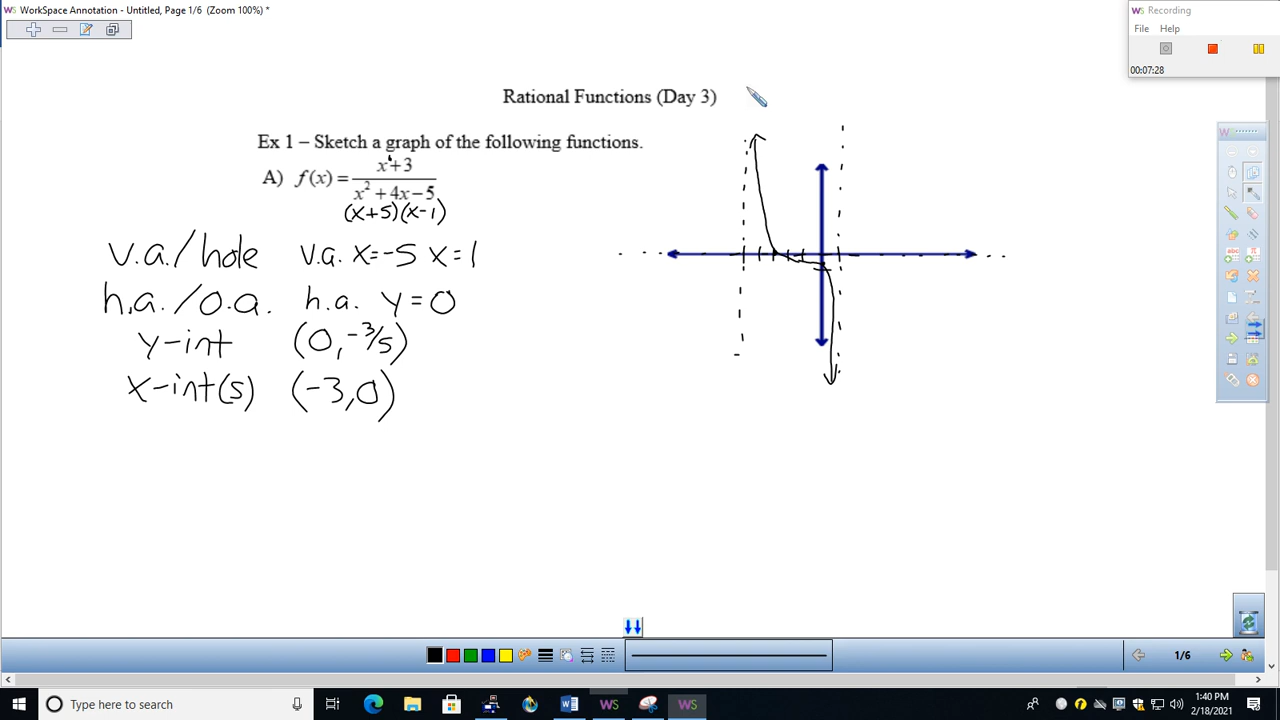 WorkSpace Annotation - Untitled, Page 1/6 (Zoom 100%) *
WS Recording
File Help
00:07:28
Rational Functions (Day 3)
Ex 1 – Sketch a graph of the following functions.
A) f(x) = x+3 / x² + 4x − 5
(x+5)(x-1)
v.a./hole v.a. x=-5 x=1
h.a./o.a. h.a. y=0
y-int (0,-3/5)
x-int(s) (-3,0)
1/6
Type here to search
1:40 PM
2/18/2021